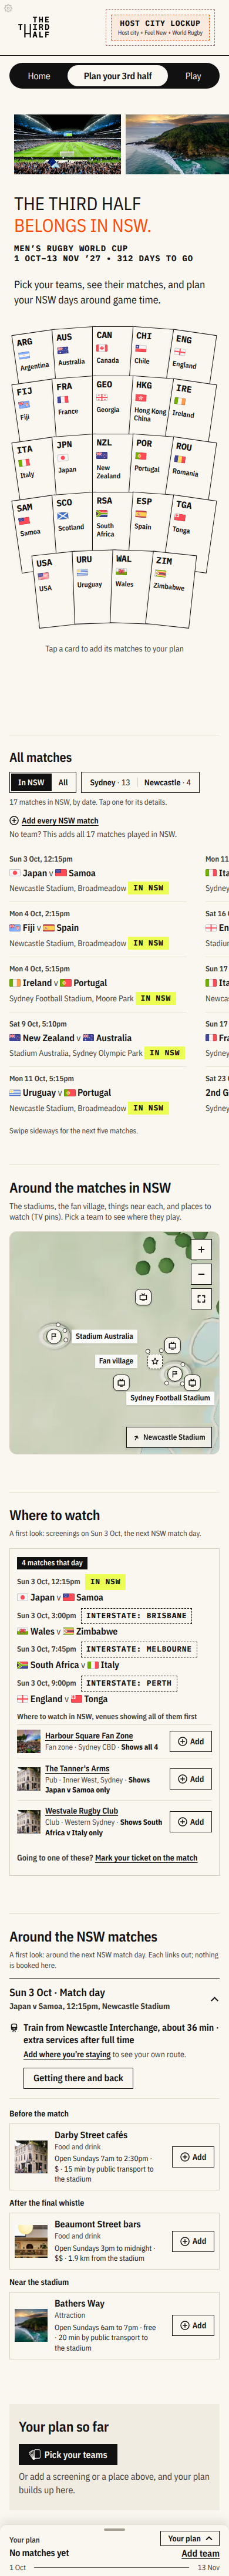 THE
THIRD
HALF
HOST CITY LOCKUP
Host city • Feel New • World Rugby
Home
Plan your 3rd half
Play
THE THIRD HALF
BELONGS IN NSW.
MEN'S RUGBY WORLD CUP
1 OCT–13 NOV '27 • 312 DAYS TO GO
Pick your teams, see their matches, and plan
your NSW days around game time.
ARG
Argentina
AUS
Australia
CAN
Canada
CHI
Chile
ENG
England
FIJ
Fiji
FRA
France
GEO
Georgia
HKG
Hong Kong
China
IRE
Ireland
ITA
Italy
JPN
Japan
NZL
New
Zealand
POR
Portugal
ROU
Romania
SAM
Samoa
SCO
Scotland
RSA
South
Africa
ESP
Spain
TGA
Tonga
USA
USA
URU
Uruguay
WAL
Wales
ZIM
Zimbabwe
Tap a card to add its matches to your plan
All matches
In NSW
All
Sydney · 13
Newcastle · 4
17 matches in NSW, by date. Tap one for its details.
Add every NSW match
No team? This adds all 17 matches played in NSW.
Sun 3 Oct, 12:15pm
Japan v Samoa
Newcastle Stadium, Broadmeadow IN NSW
Mon 4 Oct, 2:15pm
Fiji v Spain
Newcastle Stadium, Broadmeadow IN NSW
Mon 4 Oct, 5:15pm
Ireland v Portugal
Sydney Football Stadium, Moore Park IN NSW
Sat 9 Oct, 5:10pm
New Zealand v Australia
Stadium Australia, Sydney Olympic Park IN NSW
Mon 11 Oct, 5:15pm
Uruguay v Portugal
Newcastle Stadium, Broadmeadow IN NSW
Mon 11
Ita
Sydney
Sat 16 O
En
Stadium
Sun 17
Ita
Newcas
Sun 17
Fra
Sydney
Sat 23
2nd G
Sydney
Swipe sideways for the next five matches.
Around the matches in NSW
The stadiums, the fan village, things near each, and places to
watch (TV pins). Pick a team to see where they play.
+
−
Stadium Australia
Fan village
Sydney Football Stadium
Newcastle Stadium
Where to watch
A first look: screenings on Sun 3 Oct, the next NSW match day.
4 matches that day
Sun 3 Oct, 12:15pm IN NSW
Japan v Samoa
Sun 3 Oct, 3:00pm INTERSTATE: BRISBANE
Wales v Zimbabwe
Sun 3 Oct, 7:45pm INTERSTATE: MELBOURNE
South Africa v Italy
Sun 3 Oct, 9:00pm INTERSTATE: PERTH
England v Tonga
Where to watch in NSW, venues showing all of them first
Harbour Square Fan Zone
Fan zone · Sydney CBD · Shows all 4
Add
The Tanner's Arms
Pub · Inner West, Sydney · Shows
Japan v Samoa only
Add
Westvale Rugby Club
Club · Western Sydney · Shows South
Africa v Italy only
Add
Going to one of these? Mark your ticket on the match
Around the NSW matches
A first look: around the next NSW match day. Each links out; nothing
is booked here.
Sun 3 Oct · Match day
Japan v Samoa, 12:15pm, Newcastle Stadium
Train from Newcastle Interchange, about 36 min ·
extra services after full time
Add where you're staying to see your own route.
Getting there and back
Before the match
Darby Street cafés
Food and drink
Open Sundays 7am to 2:30pm ·
$ · 15 min by public transport to
the stadium
Add
After the final whistle
Beaumont Street bars
Food and drink
Open Sundays 3pm to midnight ·
$$ · 1.9 km from the stadium
Add
Near the stadium
Bathers Way
Attraction
Open Sundays 6am to 7pm · free
· 20 min by public transport to
the stadium
Add
Your plan so far
Pick your teams
Or add a screening or a place above, and your plan
builds up here.
Your plan
Your plan
No matches yet
Add team
1 Oct
13 Nov